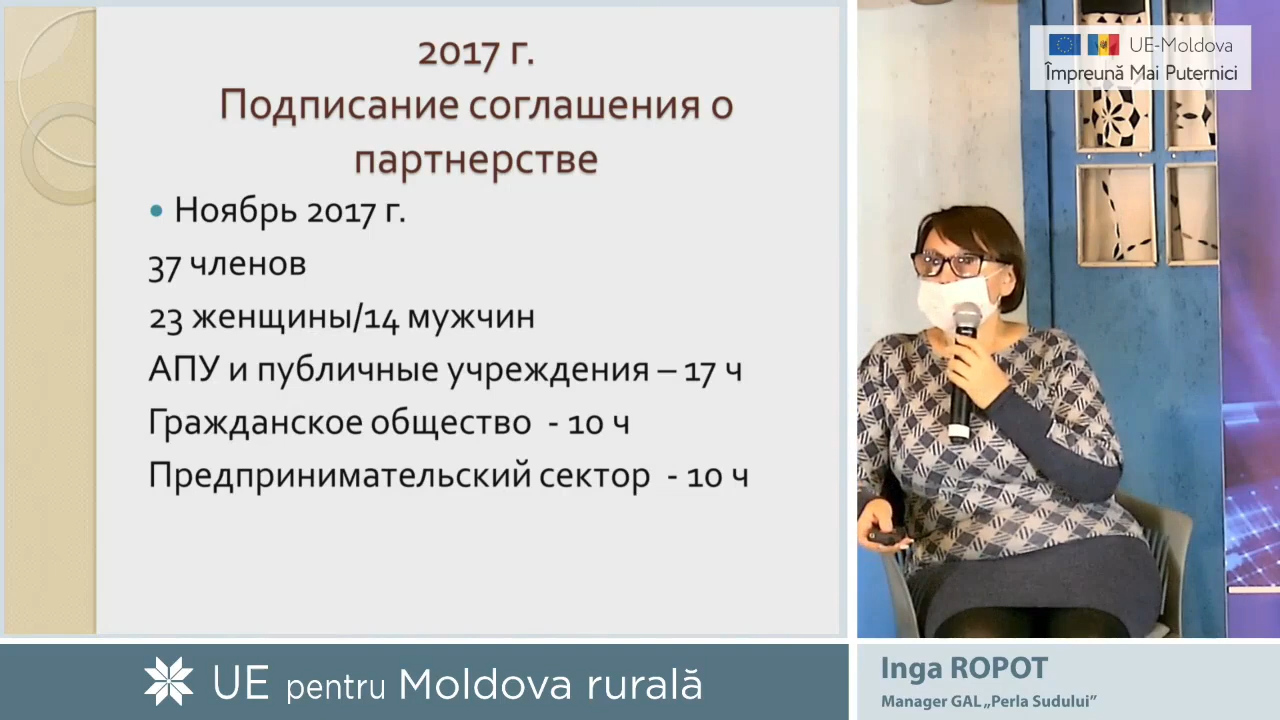 2017 г.
Подписание соглашения о
партнерстве
• Ноябрь 2017 г.
37 членов
23 женщины/14 мужчин
АПУ и публичные учреждения – 17 ч
Гражданское общество - 10 ч
Предпринимательский сектор - 10 ч
UE-Moldova
Împreună Mai Puternici
UE pentru Moldova rurală
Inga ROPOT
Manager GAL „Perla Sudului”